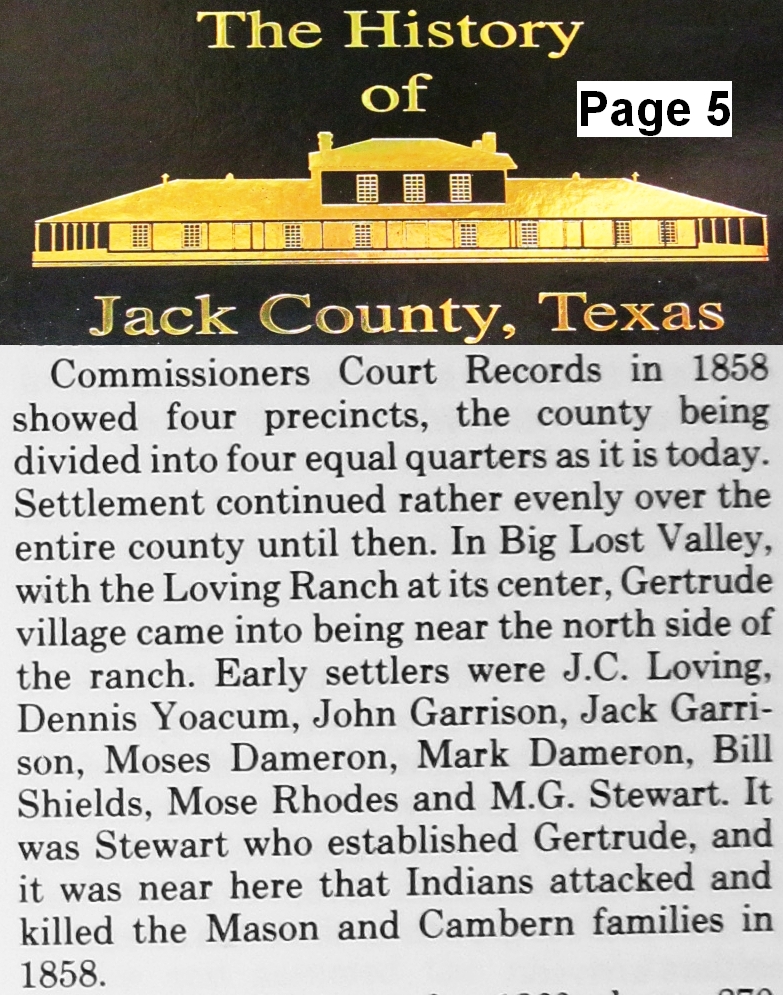 The History
of
Page 5
Jack County, Texas
Commissioners Court Records in 1858
showed four precincts, the county being
divided into four equal quarters as it is today.
Settlement continued rather evenly over the
entire county until then. In Big Lost Valley,
with the Loving Ranch at its center, Gertrude
village came into being near the north side of
the ranch. Early settlers were J.C. Loving,
Dennis Yoacum, John Garrison, Jack Garri-
son, Moses Dameron, Mark Dameron, Bill
Shields, Mose Rhodes and M.G. Stewart. It
was Stewart who established Gertrude, and
it was near here that Indians attacked and
killed the Mason and Cambern families in
1858.